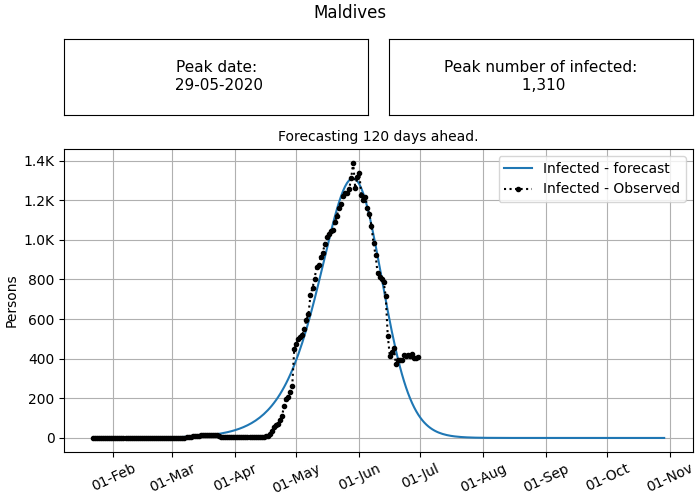 Maldives
Peak date:
29-05-2020
Peak number of infected:
1,310
Forecasting 120 days ahead.
1.4K
1.2K
1.0K
800
600
400
200
0
Persons
Infected - forecast
Infected - Observed
01-Feb
01-Mar
01-Apr
01-May
01-Jun
01-Jul
01-Aug
01-Sep
01-Oct
01-Nov